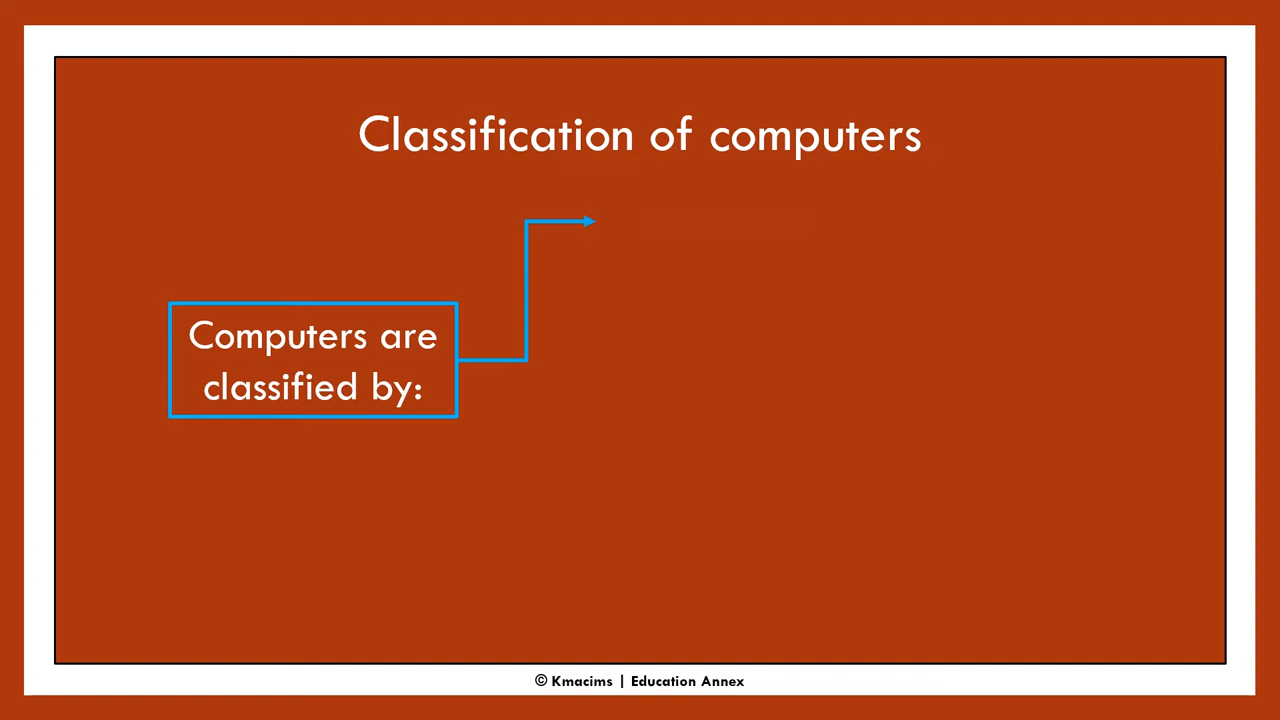 Classification of computers
Computers are
classified by:
© Kmacims | Education Annex